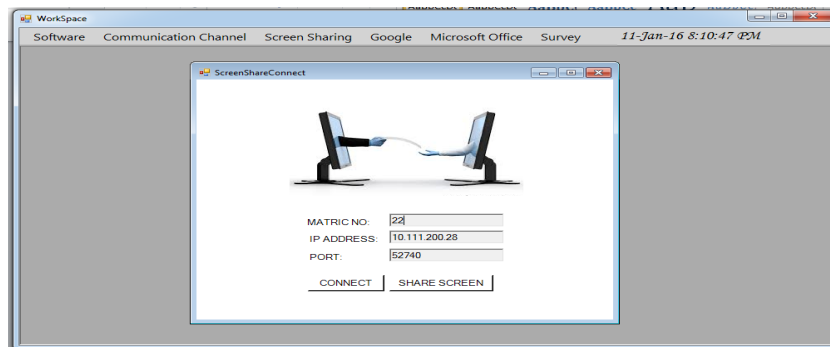 WorkSpace
Software Communication Channel Screen Sharing Google Microsoft Office Survey 11-Jan-16 8:10:47 PM
ScreenShareConnect
MATRIC NO: 22
IP ADDRESS: 10.111.200.28
PORT: 52740
CONNECT SHARE SCREEN